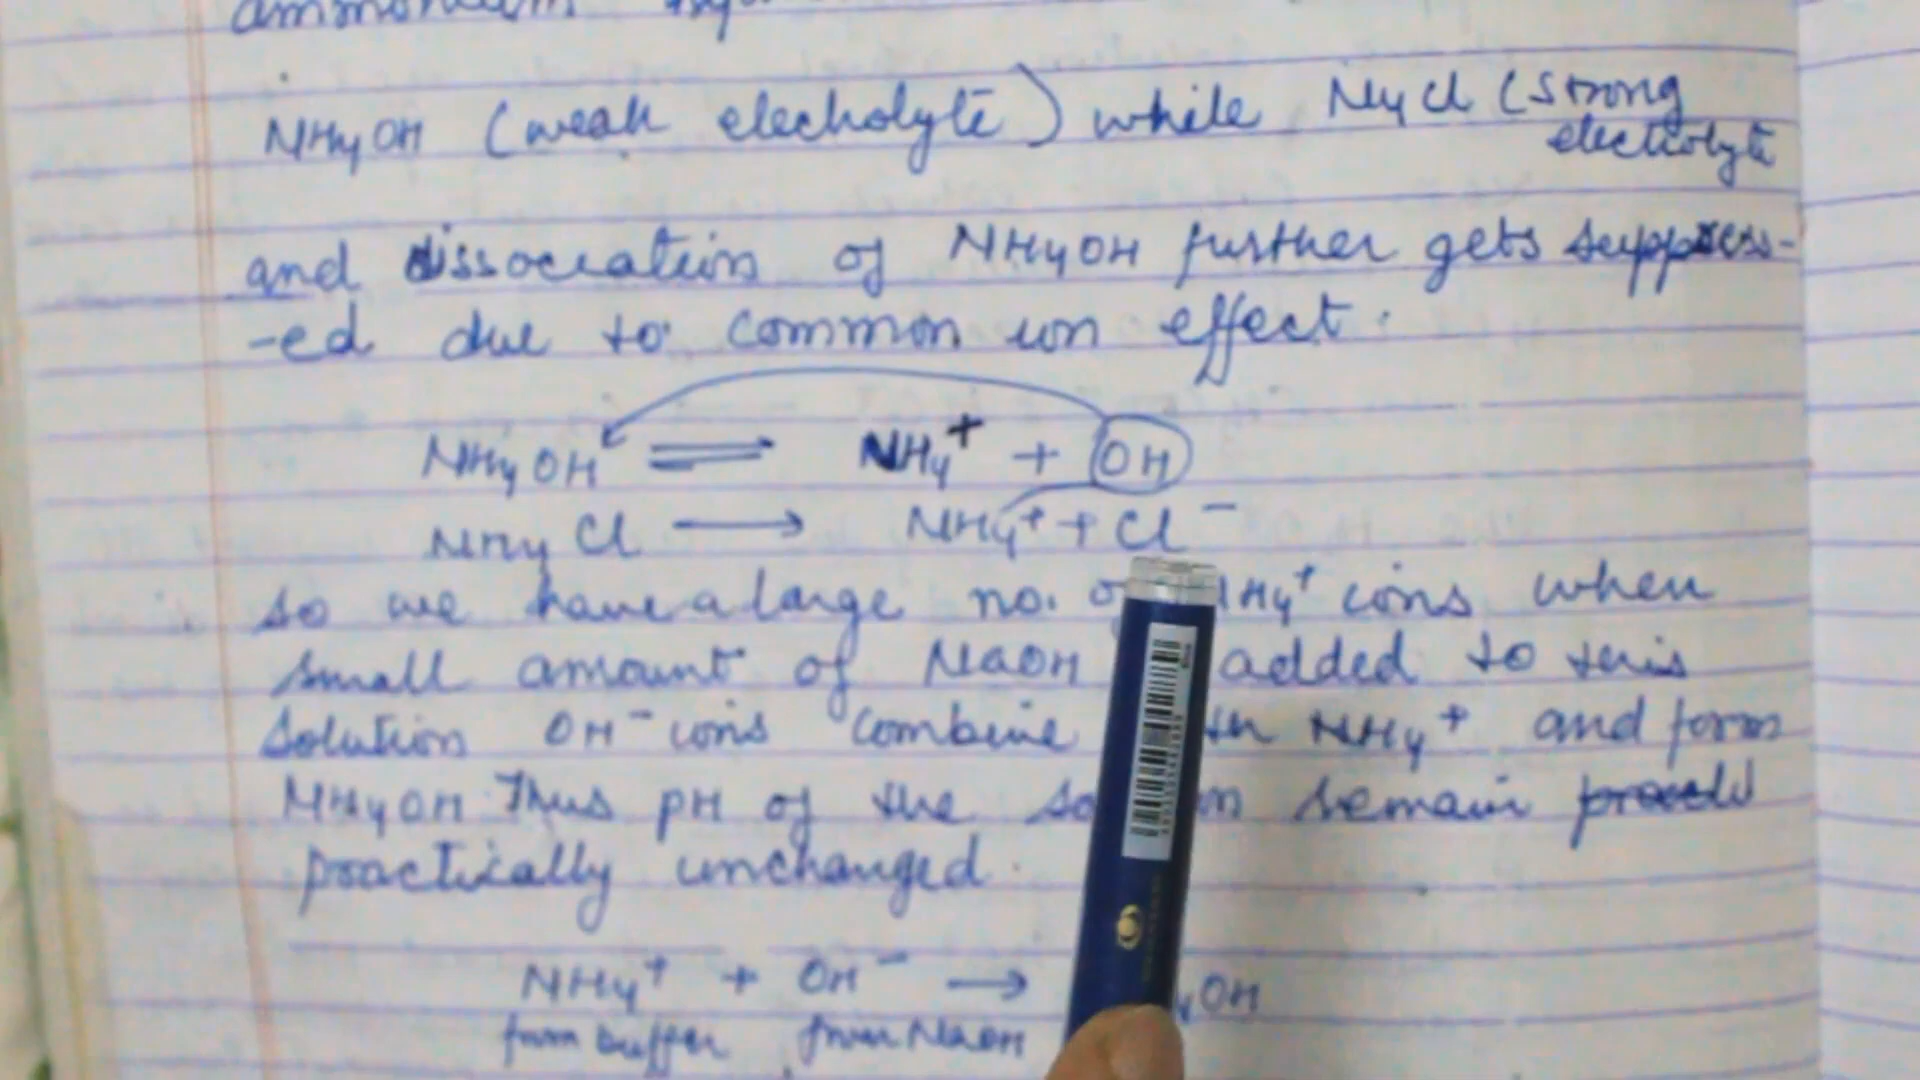 NH4OH (weak electrolyte) while N4Cl (strong
electrolyte
and dissociation of NH4OH further gets suppress-
-ed due to common ion effect.
NH4OH ⇌ NH4+ + OH
NH4Cl → NH4+ + Cl-
so we have a large no. NH4+ ions when
small amount of NaOH added to this
solution OH- ions combine NH4+ and form
NH4OH Thus pH of the remain
practically unchanged.
NH4+ + OH- → 4OH
from buffer from NaOH